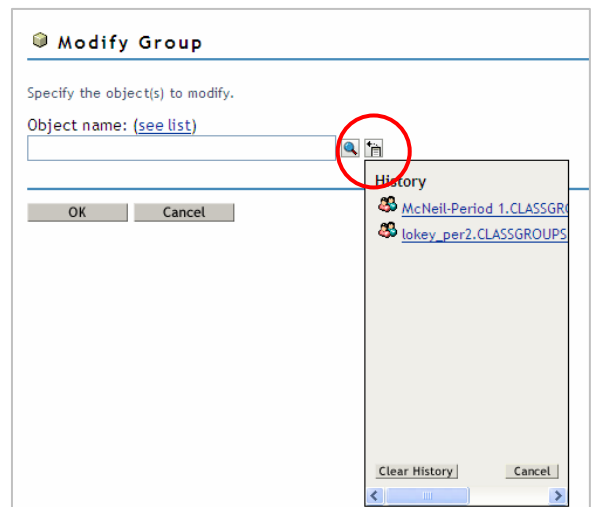 Modify Group
Specify the object(s) to modify.
Object name: (see list)
OK Cancel
History
McNeil-Period 1.CLASSGR
lokey_per2.CLASSGROUPS
Clear History Cancel